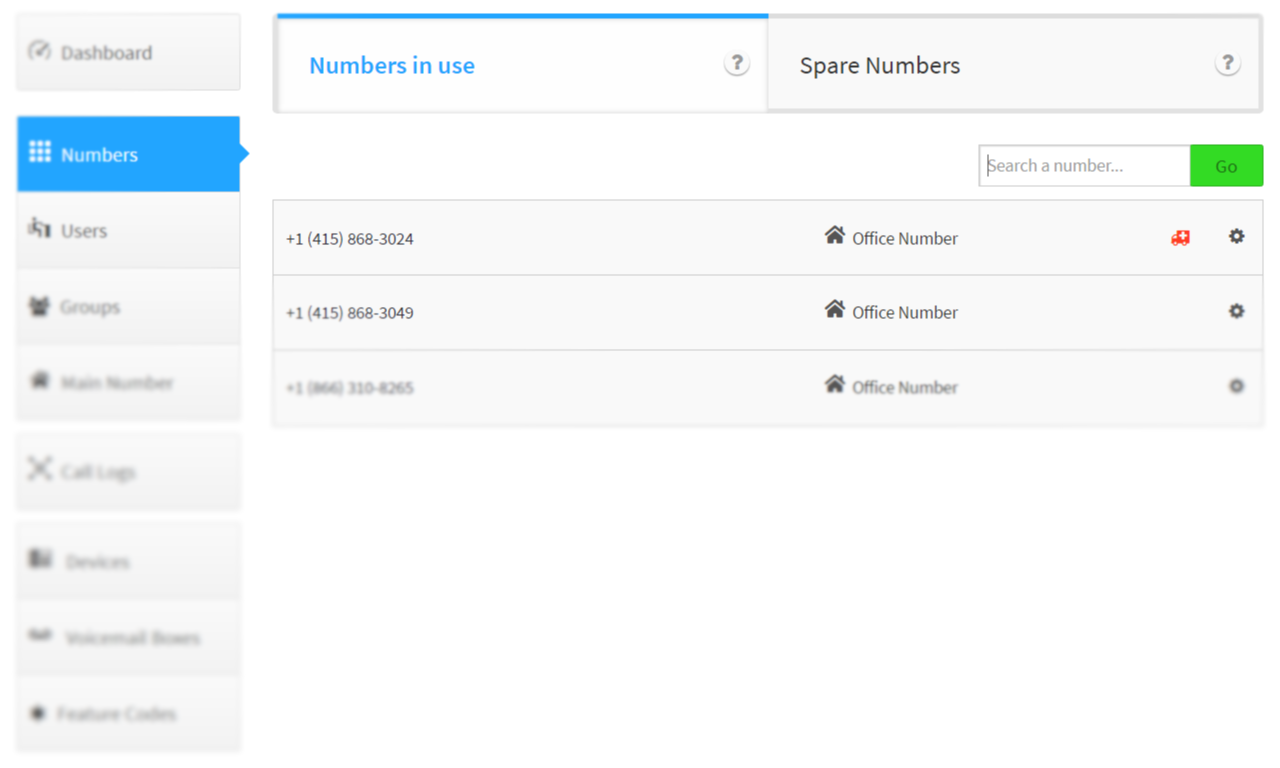 Dashboard
Numbers
Users
Groups
Main Number
Call Logs
Devices
Voicemail Boxes
Feature Codes
Numbers in use ?
Spare Numbers ?
Search a number... Go
+1 (415) 868-3024 Office Number
+1 (415) 868-3049 Office Number
+1 (866) 310-8265 Office Number